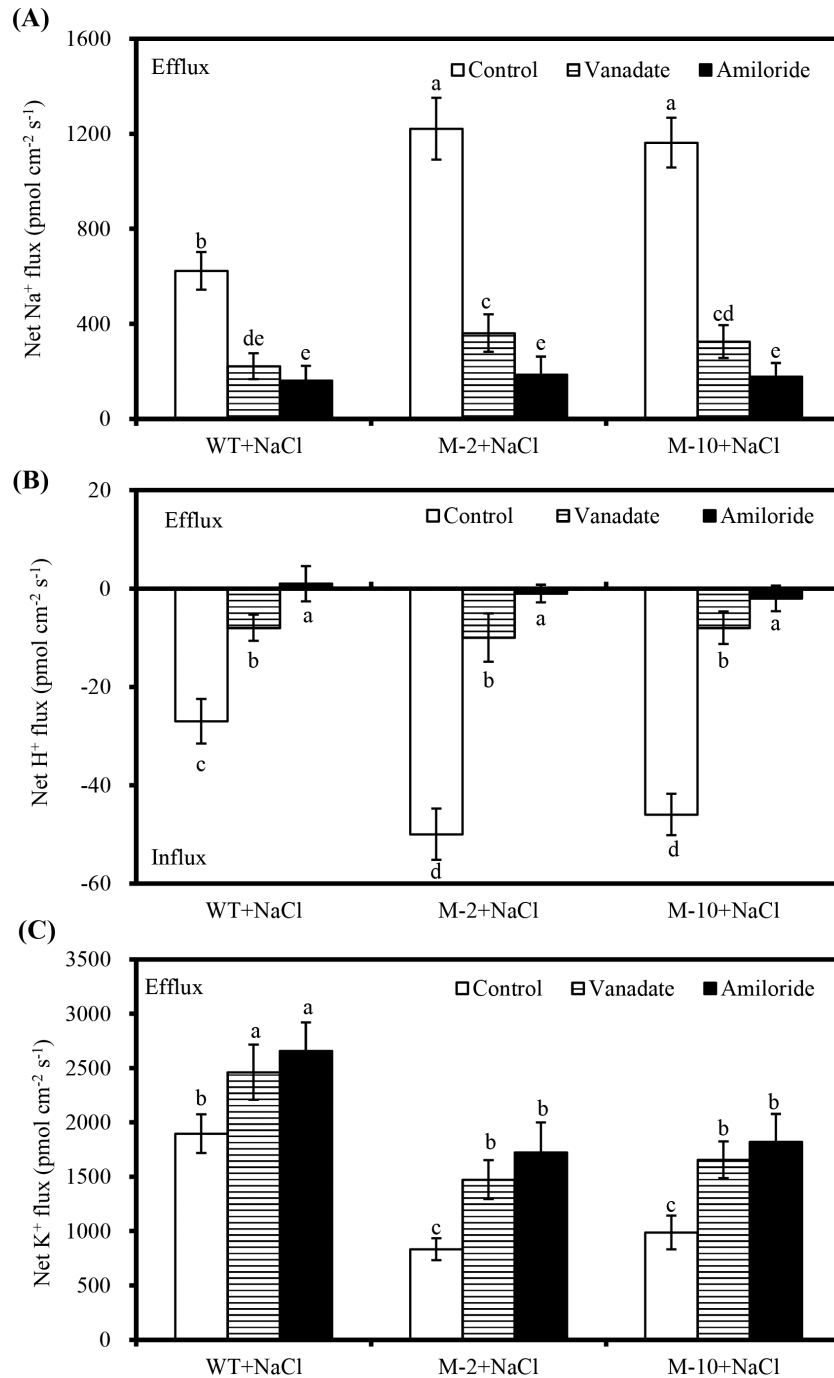 (A)
1600
1200
800
400
0
Net Na⁺ flux (pmol cm⁻² s⁻¹)
Efflux
Control Vanadate Amiloride
b
de
e
a
c
e
a
cd
e
WT+NaCl M-2+NaCl M-10+NaCl
(B)
20
0
-20
-40
-60
Net H⁺ flux (pmol cm⁻² s⁻¹)
Efflux
Control Vanadate Amiloride
c
b
a
d
b
a
d
b
a
Influx
WT+NaCl M-2+NaCl M-10+NaCl
(C)
3500
3000
2500
2000
1500
1000
500
0
Net K⁺ flux (pmol cm⁻² s⁻¹)
Efflux
Control Vanadate Amiloride
b
a
a
c
b
b
c
b
b
WT+NaCl M-2+NaCl M-10+NaCl